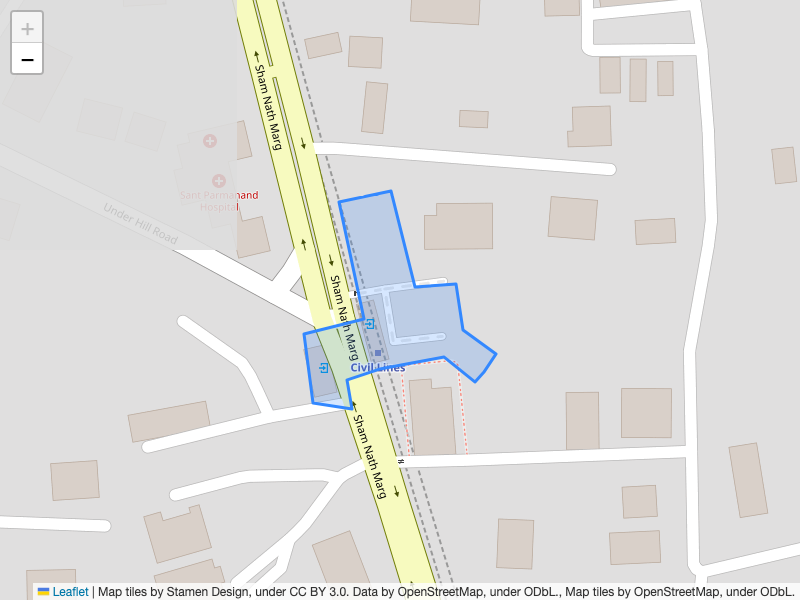 +
−
Sham Nath Marg
Sant Parmanand
Hospital
Under Hill Road
Sham Nath Marg
Civil Lines
Sham Nath Marg
Leaflet | Map tiles by Stamen Design, under CC BY 3.0. Data by OpenStreetMap, under ODbL., Map tiles by OpenStreetMap, under ODbL.